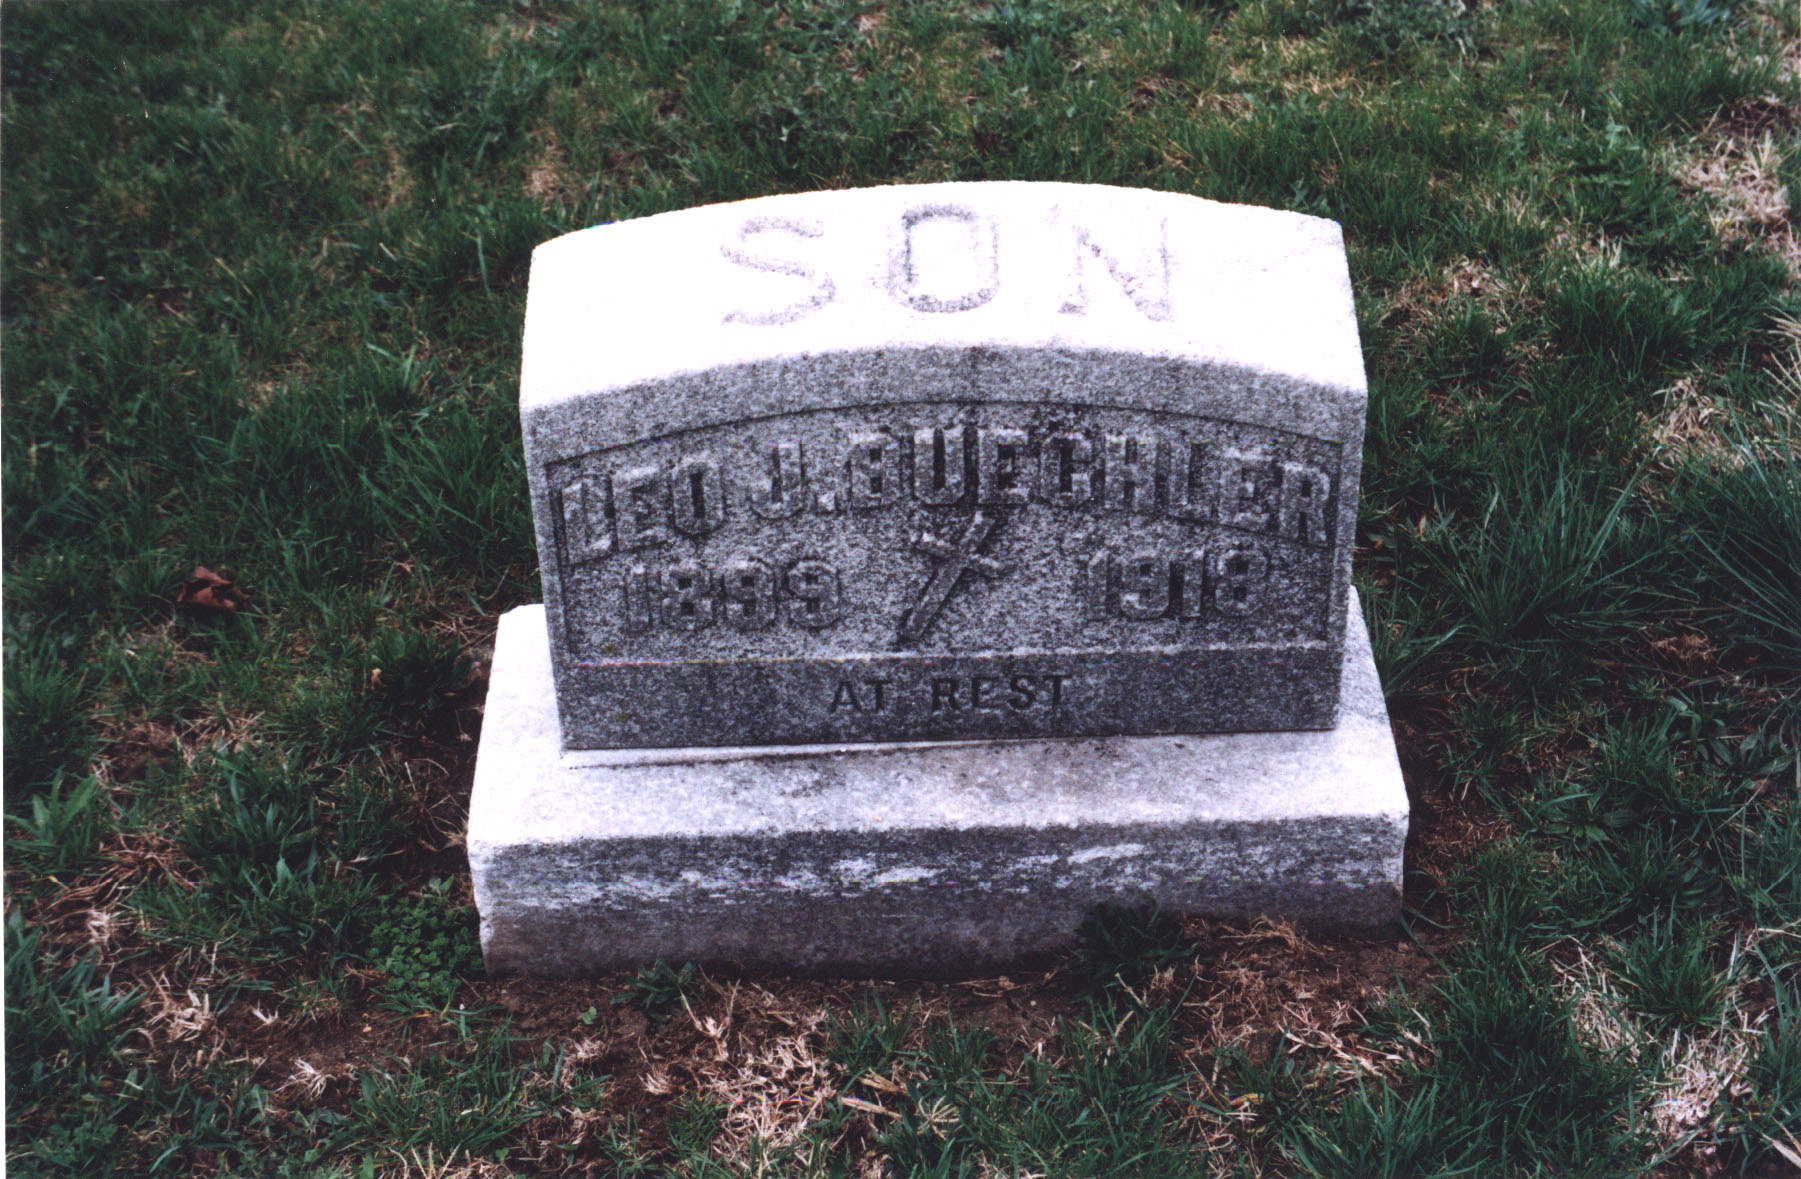 SON
LEO J. BUECHLER
1899 1918
AT REST